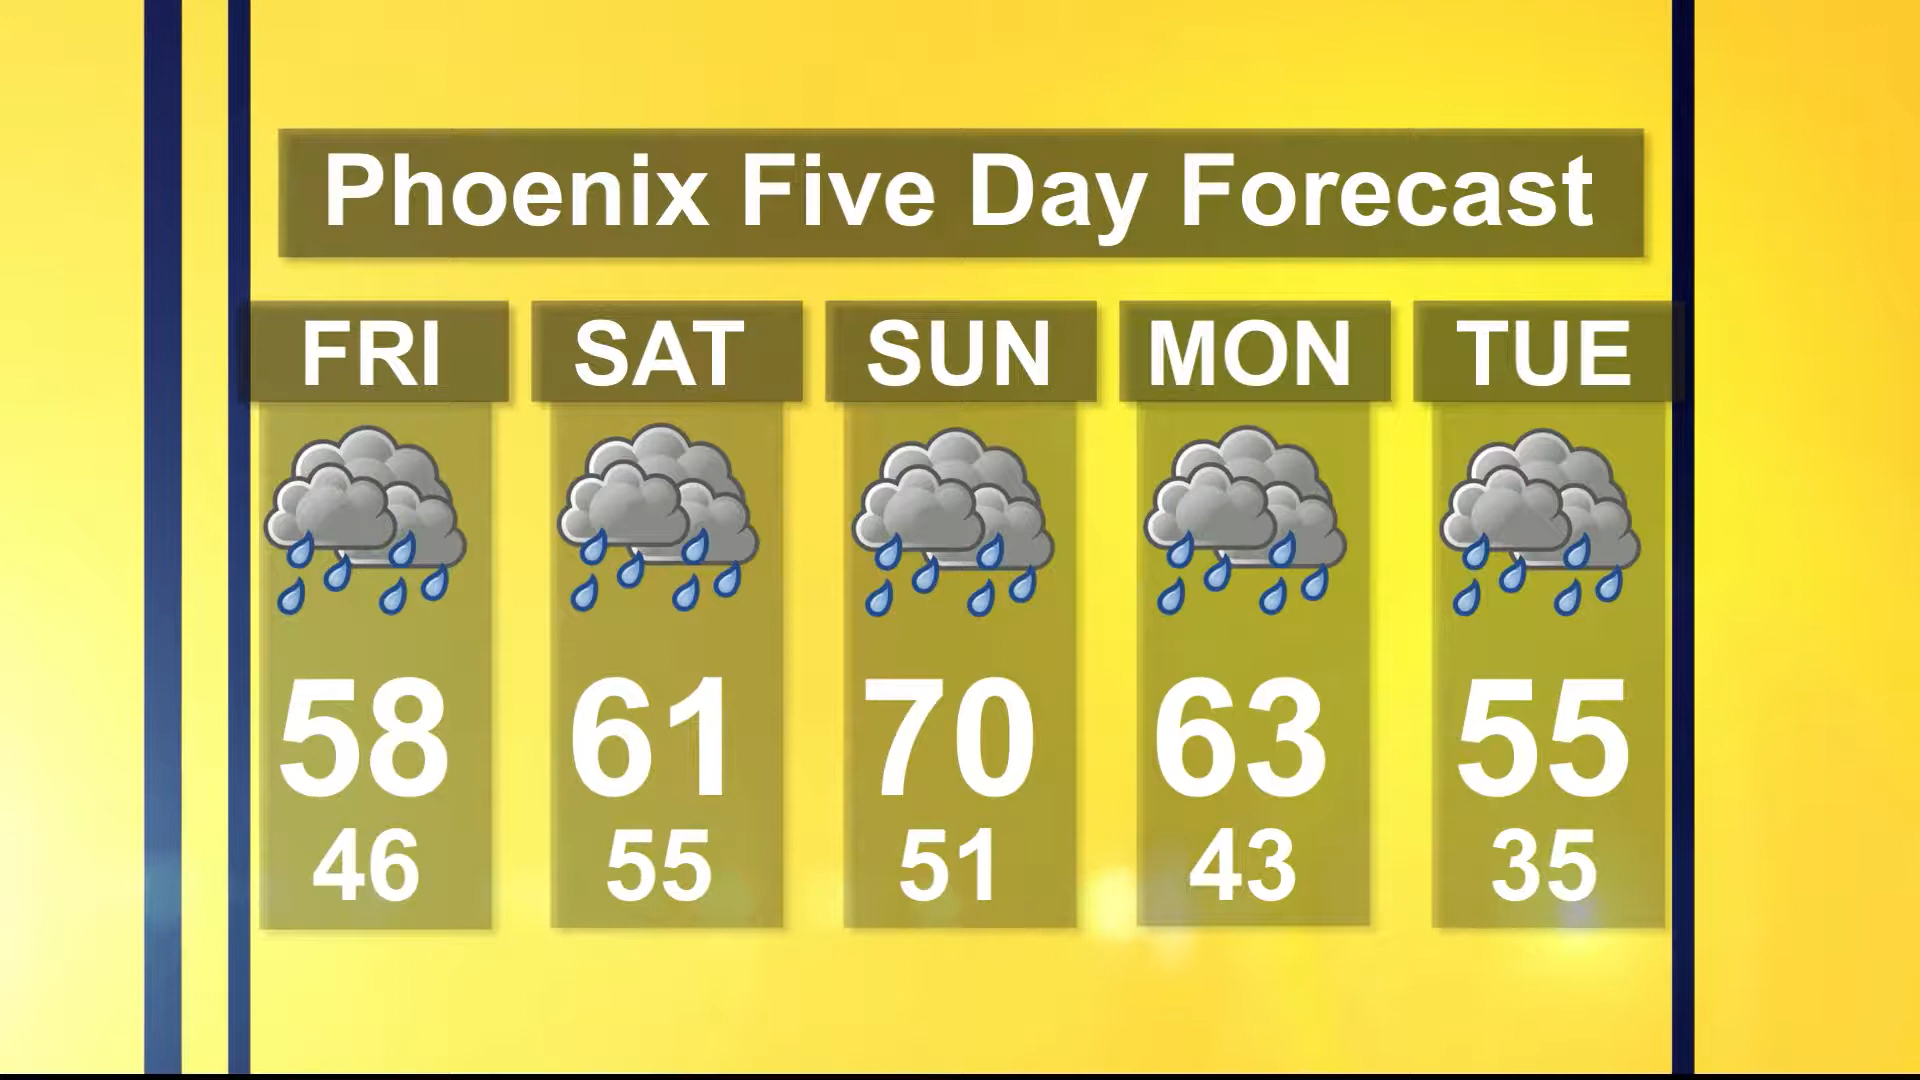 Phoenix Five Day Forecast
FRI SAT SUN MON TUE
58 61 70 63 55
46 55 51 43 35